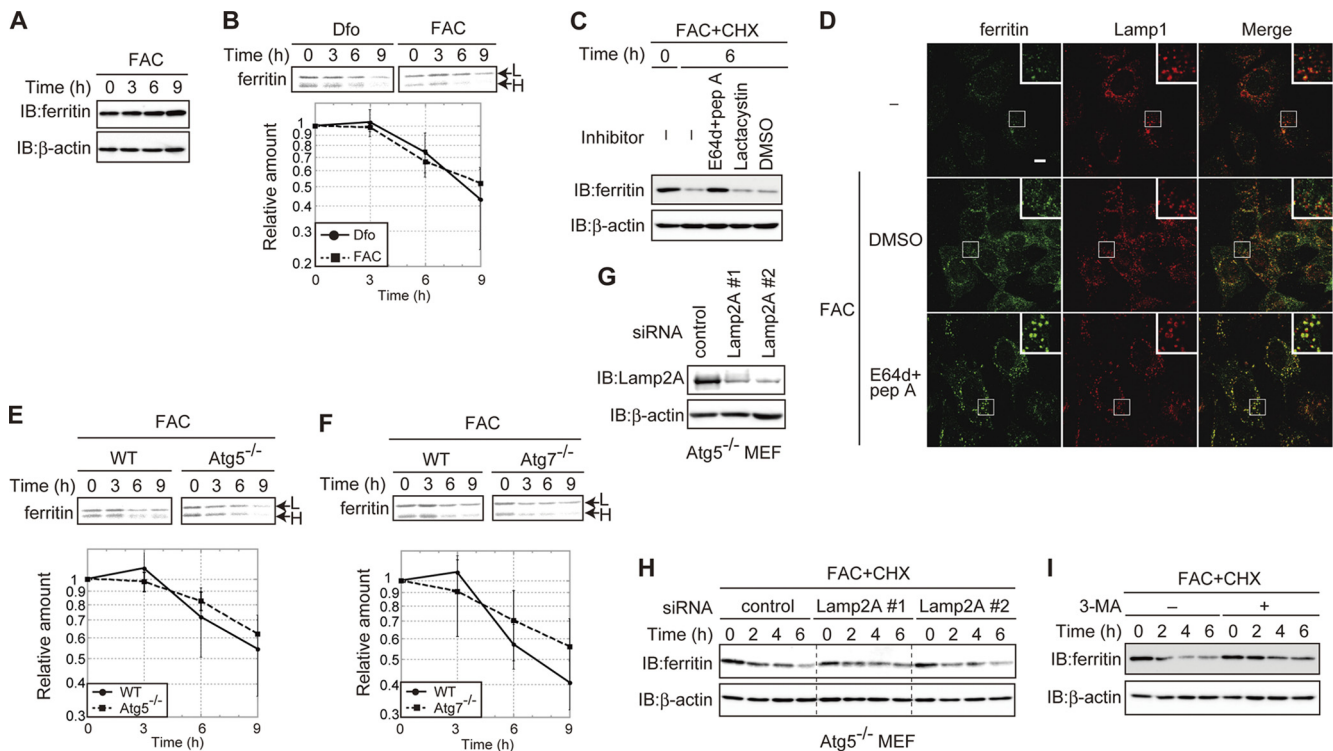 A
FAC
Time (h) 0 3 6 9
IB:ferritin
IB:β-actin
B
Dfo FAC
Time (h) 0 3 6 9 0 3 6 9
ferritin
L
H
Relative amount
1
0.9
0.8
0.7
0.6
0.5
0.4
0.3
0.2
Dfo
FAC
0 3 6 9
Time (h)
C
FAC+CHX
Time (h) 0 6
Inhibitor – – E64d+pep A Lactacystin DMSO
IB:ferritin
IB:β-actin
D
ferritin Lamp1 Merge
–
FAC
DMSO
E64d+
pep A
E
FAC
WT Atg5-/-
Time (h) 0 3 6 9 0 3 6 9
ferritin
L
H
Relative amount
1
0.9
0.8
0.7
0.6
0.5
0.4
0.3
WT
Atg5-/-
0 3 6 9
Time (h)
F
FAC
WT Atg7-/-
Time (h) 0 3 6 9 0 3 6 9
ferritin
L
H
Relative amount
1
0.9
0.8
0.7
0.6
0.5
0.4
0.3
WT
Atg7-/-
0 3 6 9
Time (h)
G
siRNA control Lamp2A #1 Lamp2A #2
IB:Lamp2A
IB:β-actin
Atg5-/- MEF
H
FAC+CHX
siRNA control Lamp2A #1 Lamp2A #2
Time (h) 0 2 4 6 0 2 4 6 0 2 4 6
IB:ferritin
IB:β-actin
Atg5-/- MEF
I
FAC+CHX
3-MA – +
Time (h) 0 2 4 6 0 2 4 6
IB:ferritin
IB:β-actin